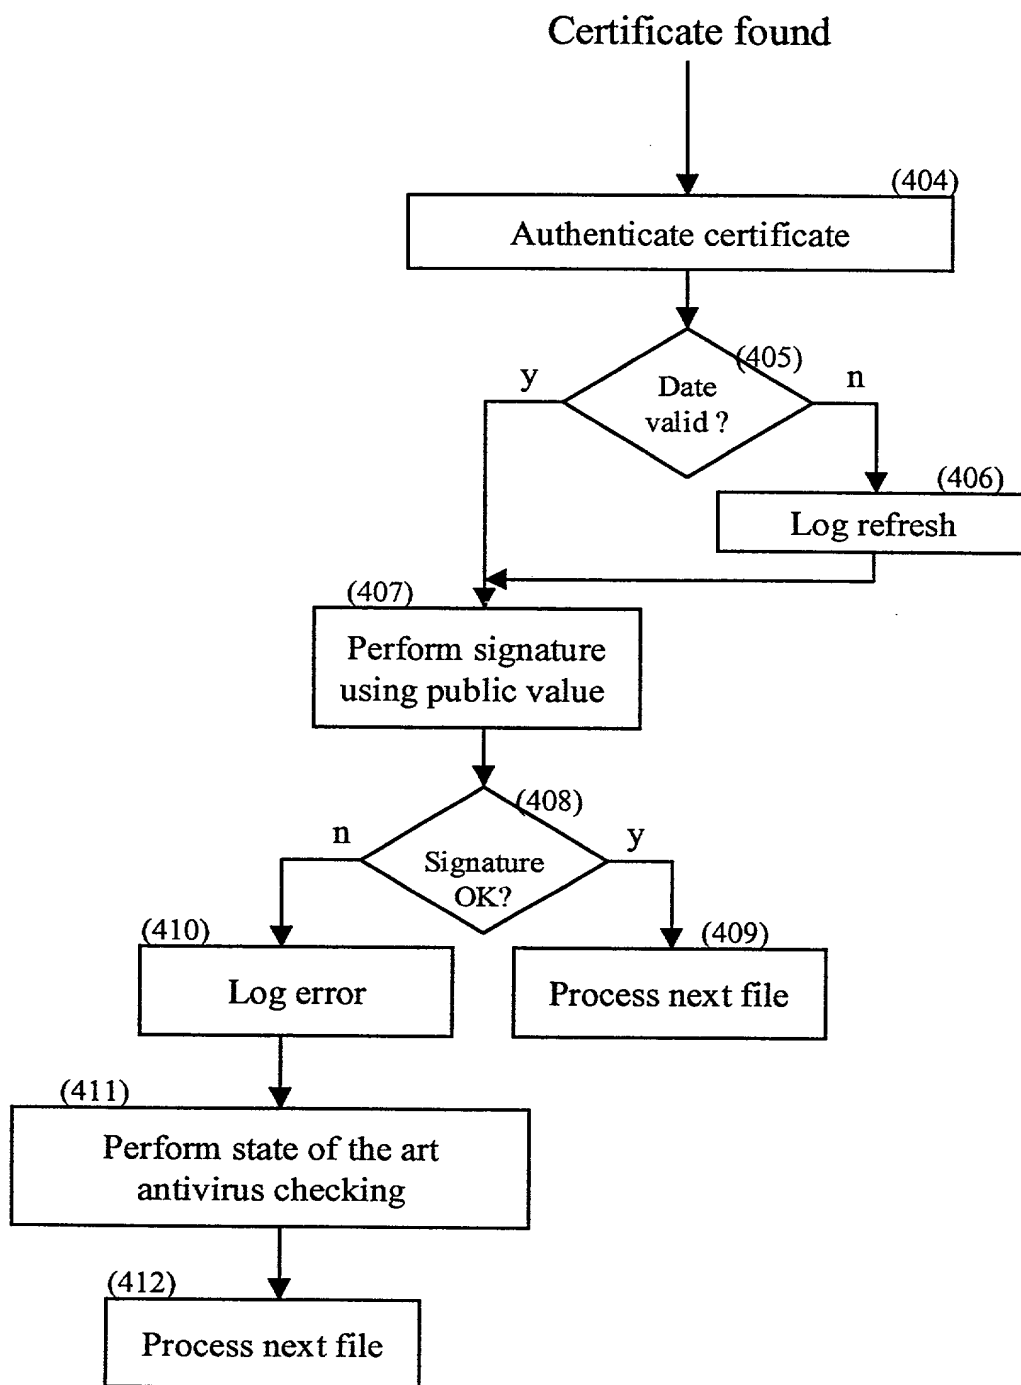 Certificate found
(404)
Authenticate certificate
(405)
y
n
Date
valid ?
(406)
Log refresh
(407)
Perform signature
using public value
(408)
n
y
Signature
OK?
(410)
(409)
Log error
Process next file
(411)
Perform state of the art
antivirus checking
(412)
Process next file